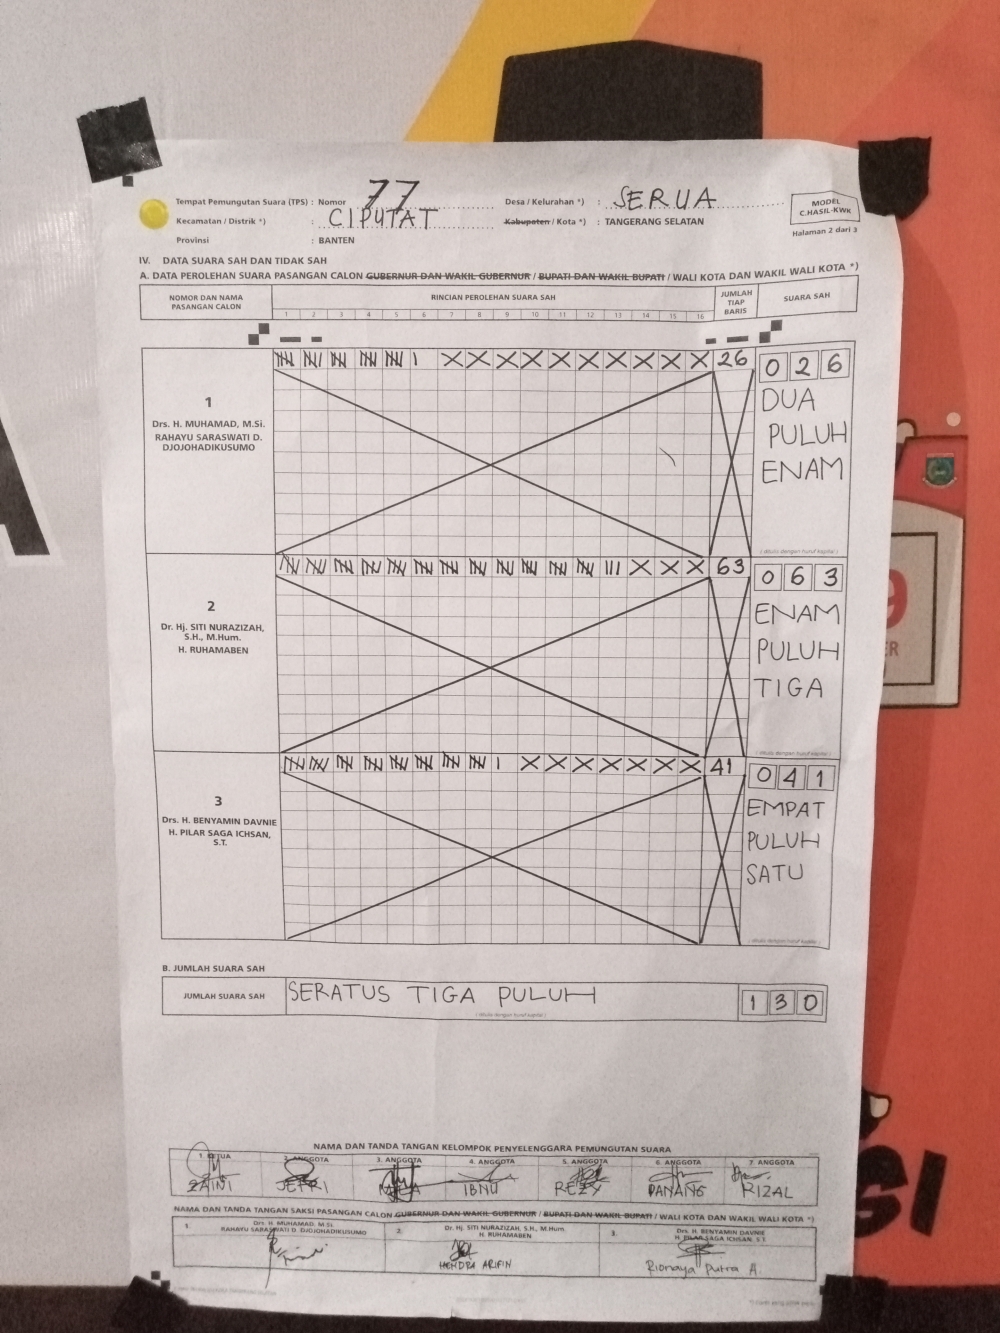 Tempat Pemungutan Suara (TPS) : Nomor 77 Desa / Kelurahan *) : SERUA
Kecamatan / Distrik *) : CIPUTAT Kabupaten / Kota *) : TANGERANG SELATAN
Provinsi : BANTEN
MODEL
C.HASIL-KWK
Halaman 2 dari 3
IV. DATA SUARA SAH DAN TIDAK SAH
A. DATA PEROLEHAN SUARA PASANGAN CALON GUBERNUR DAN WAKIL GUBERNUR / BUPATI DAN WAKIL BUPATI / WALI KOTA DAN WAKIL WALI KOTA *)
NOMOR DAN NAMA
PASANGAN CALON
RINCIAN PEROLEHAN SUARA SAH
1 2 3 4 5 6 7 8 9 10 11 12 13 14 15 16
JUMLAH
TIAP
BARIS
SUARA SAH
1
Drs. H. MUHAMAD, M.Si.
RAHAYU SARASWATI D.
DJOJOHADIKUSUMO
26
0 2 6
DUA
PULUH
ENAM
( ditulis dengan huruf kapital )
2
Dr. Hj. SITI NURAZIZAH,
S.H., M.Hum.
H. RUHAMABEN
63
0 6 3
ENAM
PULUH
TIGA
( ditulis dengan huruf kapital )
3
Drs. H. BENYAMIN DAVNIE
H. PILAR SAGA ICHSAN,
S.T.
41
0 4 1
EMPAT
PULUH
SATU
( ditulis dengan huruf kapital )
B. JUMLAH SUARA SAH
JUMLAH SUARA SAH
SERATUS TIGA PULUH
( ditulis dengan huruf kapital )
1 3 0
NAMA DAN TANDA TANGAN KELOMPOK PENYELENGGARA PEMUNGUTAN SUARA
1. KETUA 2. ANGGOTA 3. ANGGOTA 4. ANGGOTA 5. ANGGOTA 6. ANGGOTA 7. ANGGOTA
ZAINI JEFRI IBNU REZY DANANG RIZAL
NAMA DAN TANDA TANGAN SAKSI PASANGAN CALON GUBERNUR DAN WAKIL GUBERNUR / BUPATI DAN WAKIL BUPATI / WALI KOTA DAN WAKIL WALI KOTA *)
1. Drs. H. MUHAMAD, M.Si.
RAHAYU SARASWATI D. DJOJOHADIKUSUMO
2. Dr. Hj. SITI NURAZIZAH, S.H., M.Hum.
H. RUHAMABEN
HENDRA ARIFIN
3. Drs. H. BENYAMIN DAVNIE
H. PILAR SAGA ICHSAN, S.T.
Putra A.